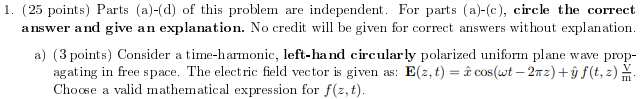 1. (25 points) Parts (a)-(d) of this problem are independent. For parts (a)-(c), circle the correct
answer and give an explanation. No credit will be given for correct answers without explanation.
a) (3 points) Consider a time-harmonic, left-hand circularly polarized uniform plane wave prop-
agating in free space. The electric field vector is given as: E(z, t) = x̂ cos(ωt − 2πz) + ŷ f(t, z) V/m.
Choose a valid mathematical expression for f(z, t).